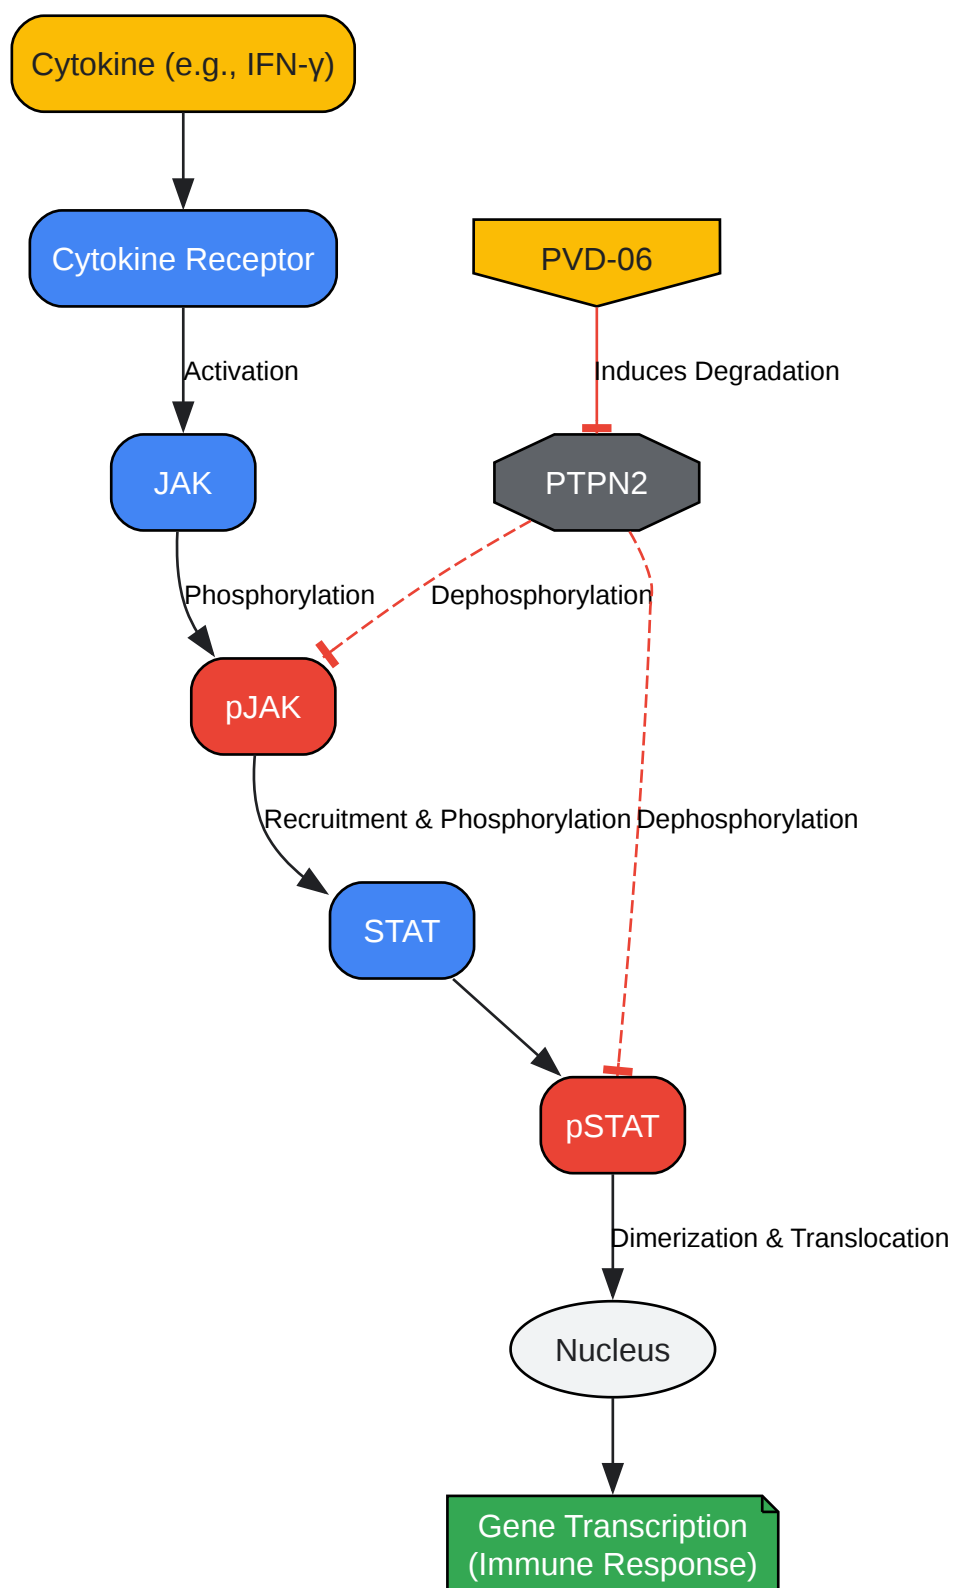 Cytokine (e.g., IFN-γ)
Cytokine Receptor
PVD-06
Activation
Induces Degradation
JAK
PTPN2
Phosphorylation
Dephosphorylation
pJAK
Recruitment & Phosphorylation
Dephosphorylation
STAT
pSTAT
Dimerization & Translocation
Nucleus
Gene Transcription
(Immune Response)